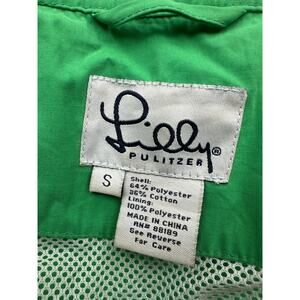 Lilly®
PULITZER
S
Shell:
64% Polyester
36% Cotton
Lining:
100% Polyester
MADE IN CHINA
RN# 88189
See Reverse
For Care